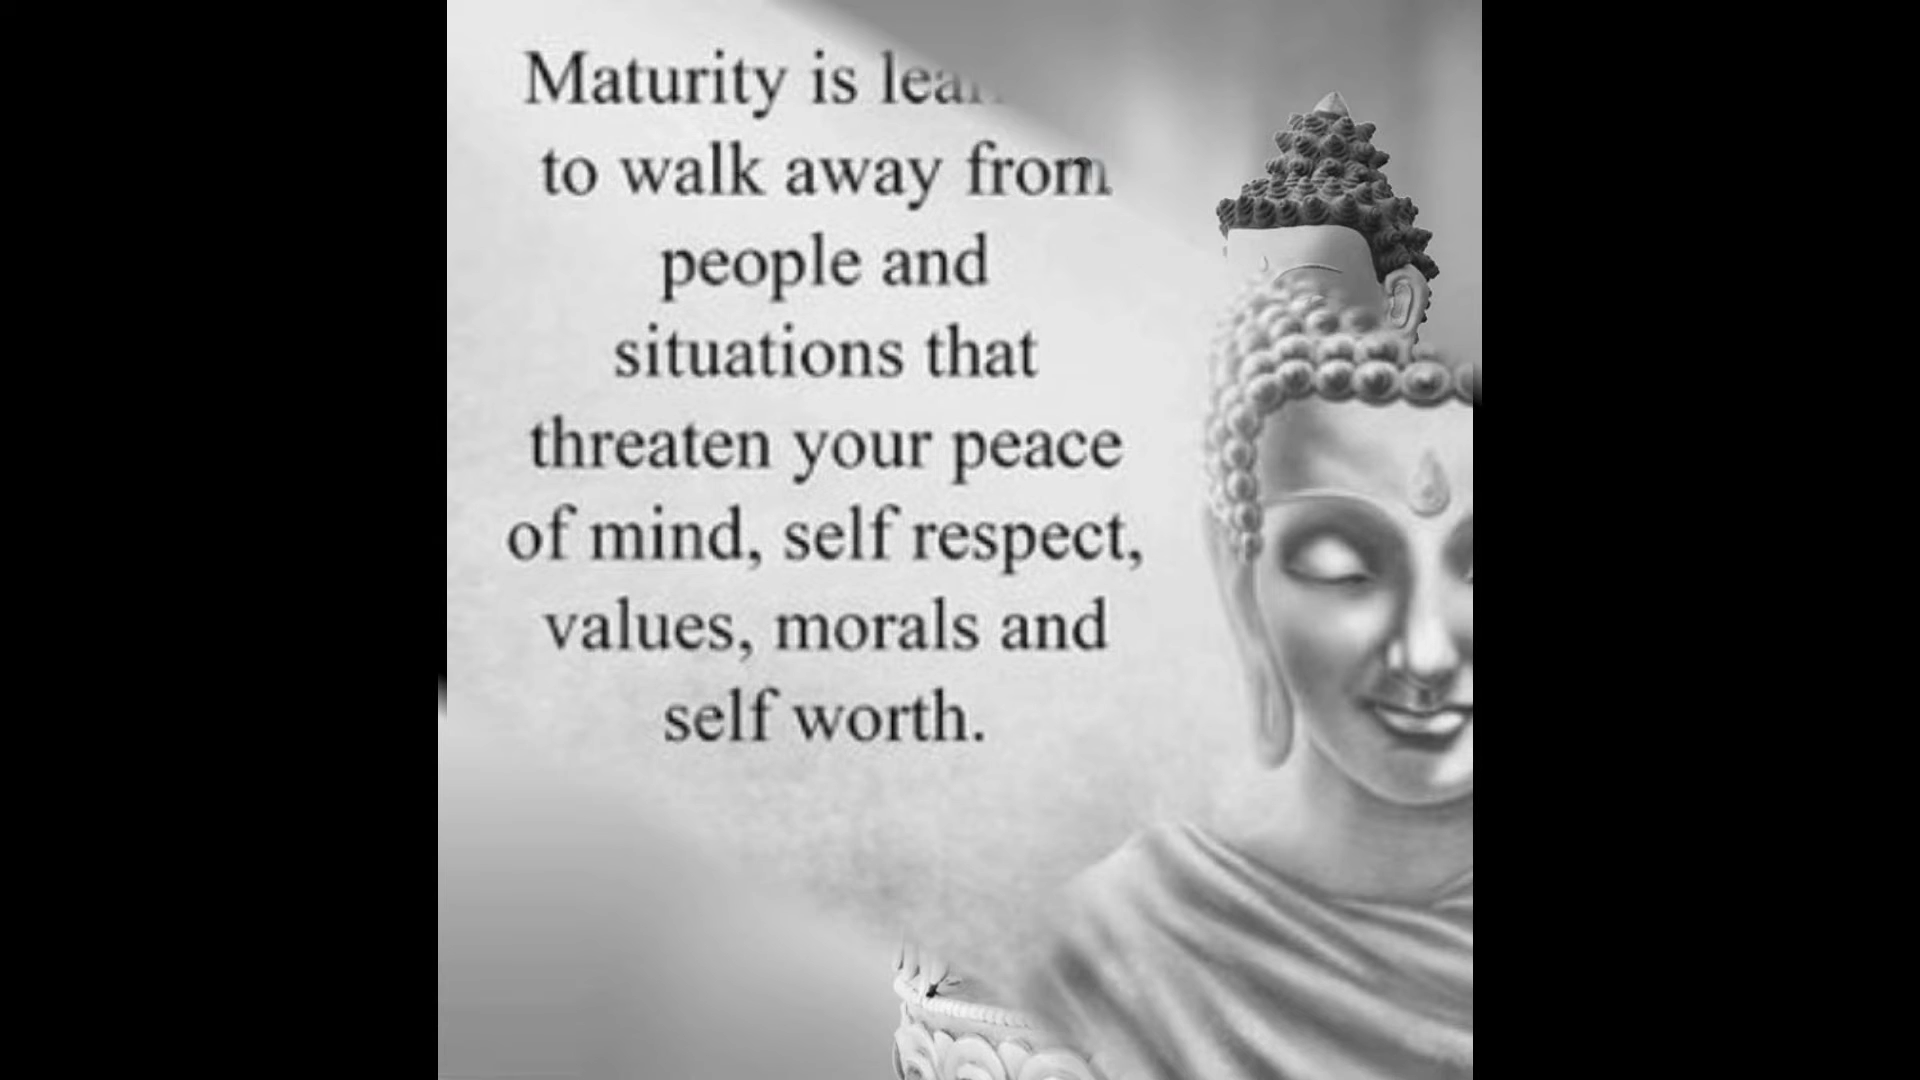 Maturity is
to walk away from
people and
situations that
threaten your peace
of mind, self respect,
values, morals and
self worth.